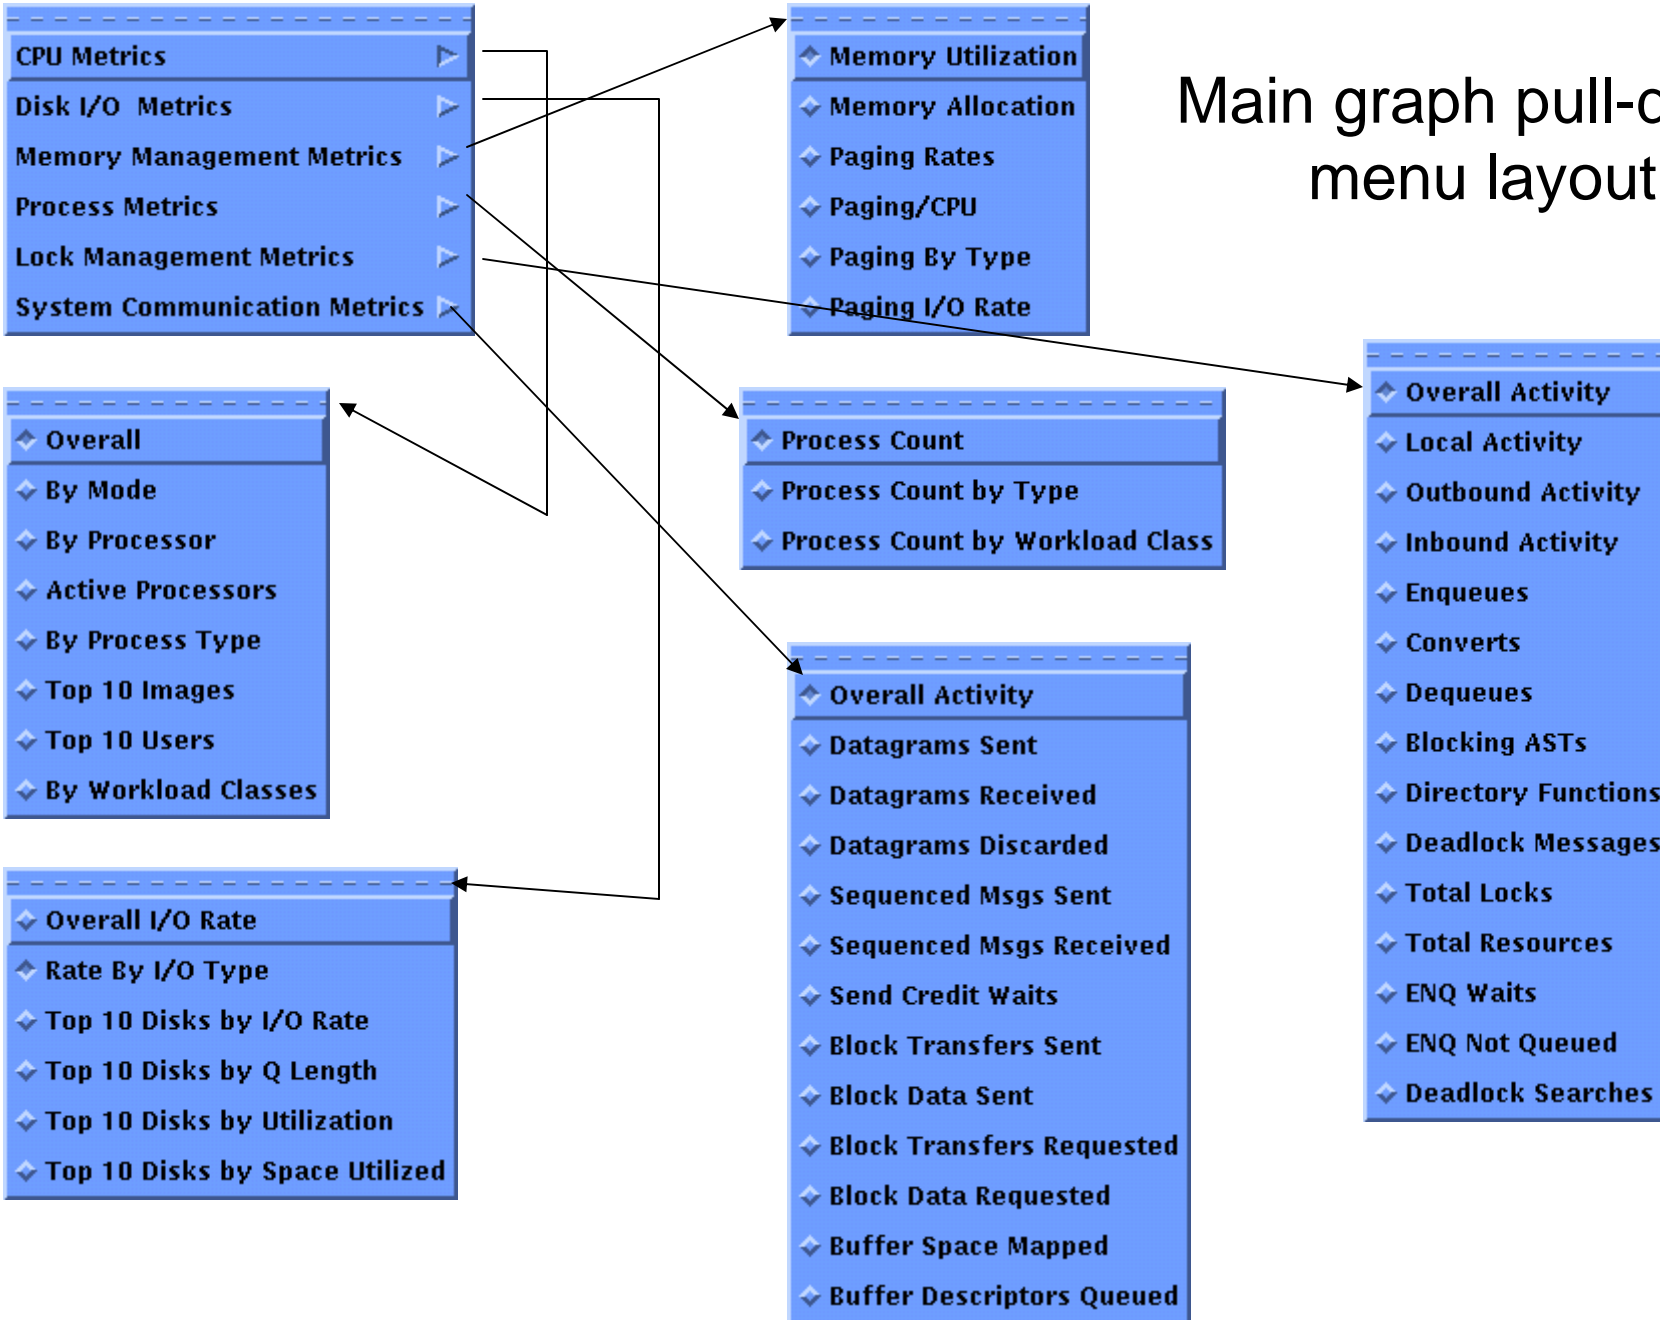 CPU Metrics
Disk I/O Metrics
Memory Management Metrics
Process Metrics
Lock Management Metrics
System Communication Metrics
Memory Utilization
Memory Allocation
Paging Rates
Paging/CPU
Paging By Type
Paging I/O Rate
Main graph pull-
menu layout
Overall
By Mode
By Processor
Active Processors
By Process Type
Top 10 Images
Top 10 Users
By Workload Classes
Process Count
Process Count by Type
Process Count by Workload Class
Overall Activity
Local Activity
Outbound Activity
Inbound Activity
Enqueues
Converts
Dequeues
Blocking ASTs
Directory Functions
Deadlock Messages
Total Locks
Total Resources
ENQ Waits
ENQ Not Queued
Deadlock Searches
Overall I/O Rate
Rate By I/O Type
Top 10 Disks by I/O Rate
Top 10 Disks by Q Length
Top 10 Disks by Utilization
Top 10 Disks by Space Utilized
Overall Activity
Datagrams Sent
Datagrams Received
Datagrams Discarded
Sequenced Msgs Sent
Sequenced Msgs Received
Send Credit Waits
Block Transfers Sent
Block Data Sent
Block Transfers Requested
Block Data Requested
Buffer Space Mapped
Buffer Descriptors Queued